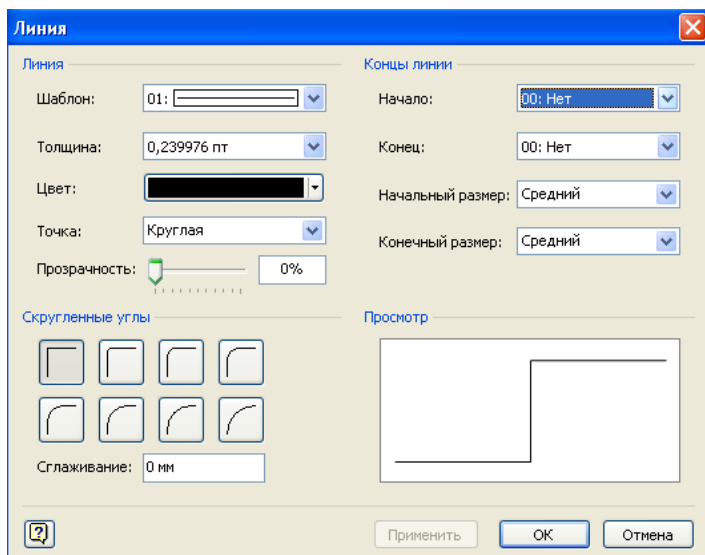 Линия
Линия
Шаблон: 01:
Толщина: 0,239976 пт
Цвет:
Точка: Круглая
Прозрачность: 0%
Концы линии
Начало: 00: Нет
Конец: 00: Нет
Начальный размер: Средний
Конечный размер: Средний
Скругленные углы
Сглаживание: 0 мм
Просмотр
?
Применить
ОК
Отмена